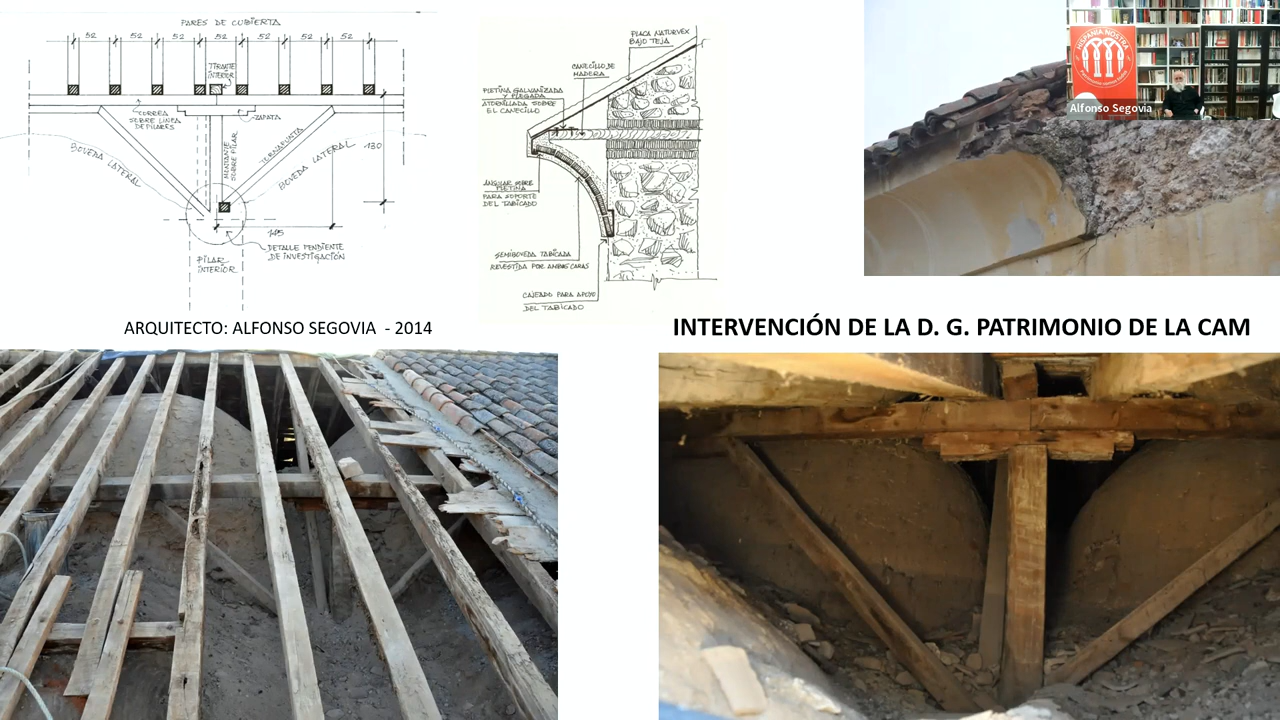 PARES DE CUBIERTA
52 52 52 52 52 52 52 52
TIRANTE
INTERIOR
CORREA
SOBRE LINEA
DE PILARES
ZAPATA
BOVEDA LATERAL
MONTANTE
SOBRE PILAR
TORNAPUNTA
BOVEDA LATERAL
130
145
DETALLE PENDIENTE
DE INVESTIGACIÓN
PILAR
INTERIOR
PLACA NATURVEX
BAJO TEJA
CANECILLO DE
MADERA
PLETINA GALVANIZADA
Y PLEGADA
ATORNILLADA SOBRE
EL CANECILLO
ANGULAR SOBRE
PLETINA
PARA SOPORTE
DEL TABICADO
SEMIBOVEDA TABICADA
REVESTIDA POR AMBAS CARAS
CAJEADO PARA APOYO
DEL TABICADO
HISPANIA NOSTRA
Alfonso Segovia
ARQUITECTO: ALFONSO SEGOVIA - 2014
INTERVENCIÓN DE LA D. G. PATRIMONIO DE LA CAM